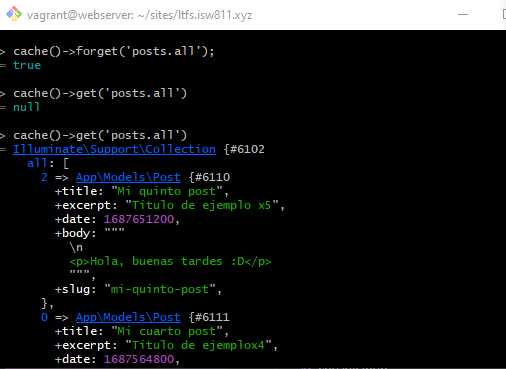 vagrant@webserver: ~/sites/ltfs.isw811.xyz
> cache()->forget('posts.all');
= true
> cache()->get('posts.all')
= null
> cache()->get('posts.all')
= Illuminate\Support\Collection {#6102
all: [
2 => App\Models\Post {#6110
+title: "Mi quinto post",
+excerpt: "Titulo de ejemplo x5",
+date: 1687651200,
+body: """
\n
<p>Hola, buenas tardes :D</p>
""",
+slug: "mi-quinto-post",
},
0 => App\Models\Post {#6111
+title: "Mi cuarto post",
+excerpt: "Titulo de ejemplox4",
+date: 1687564800,